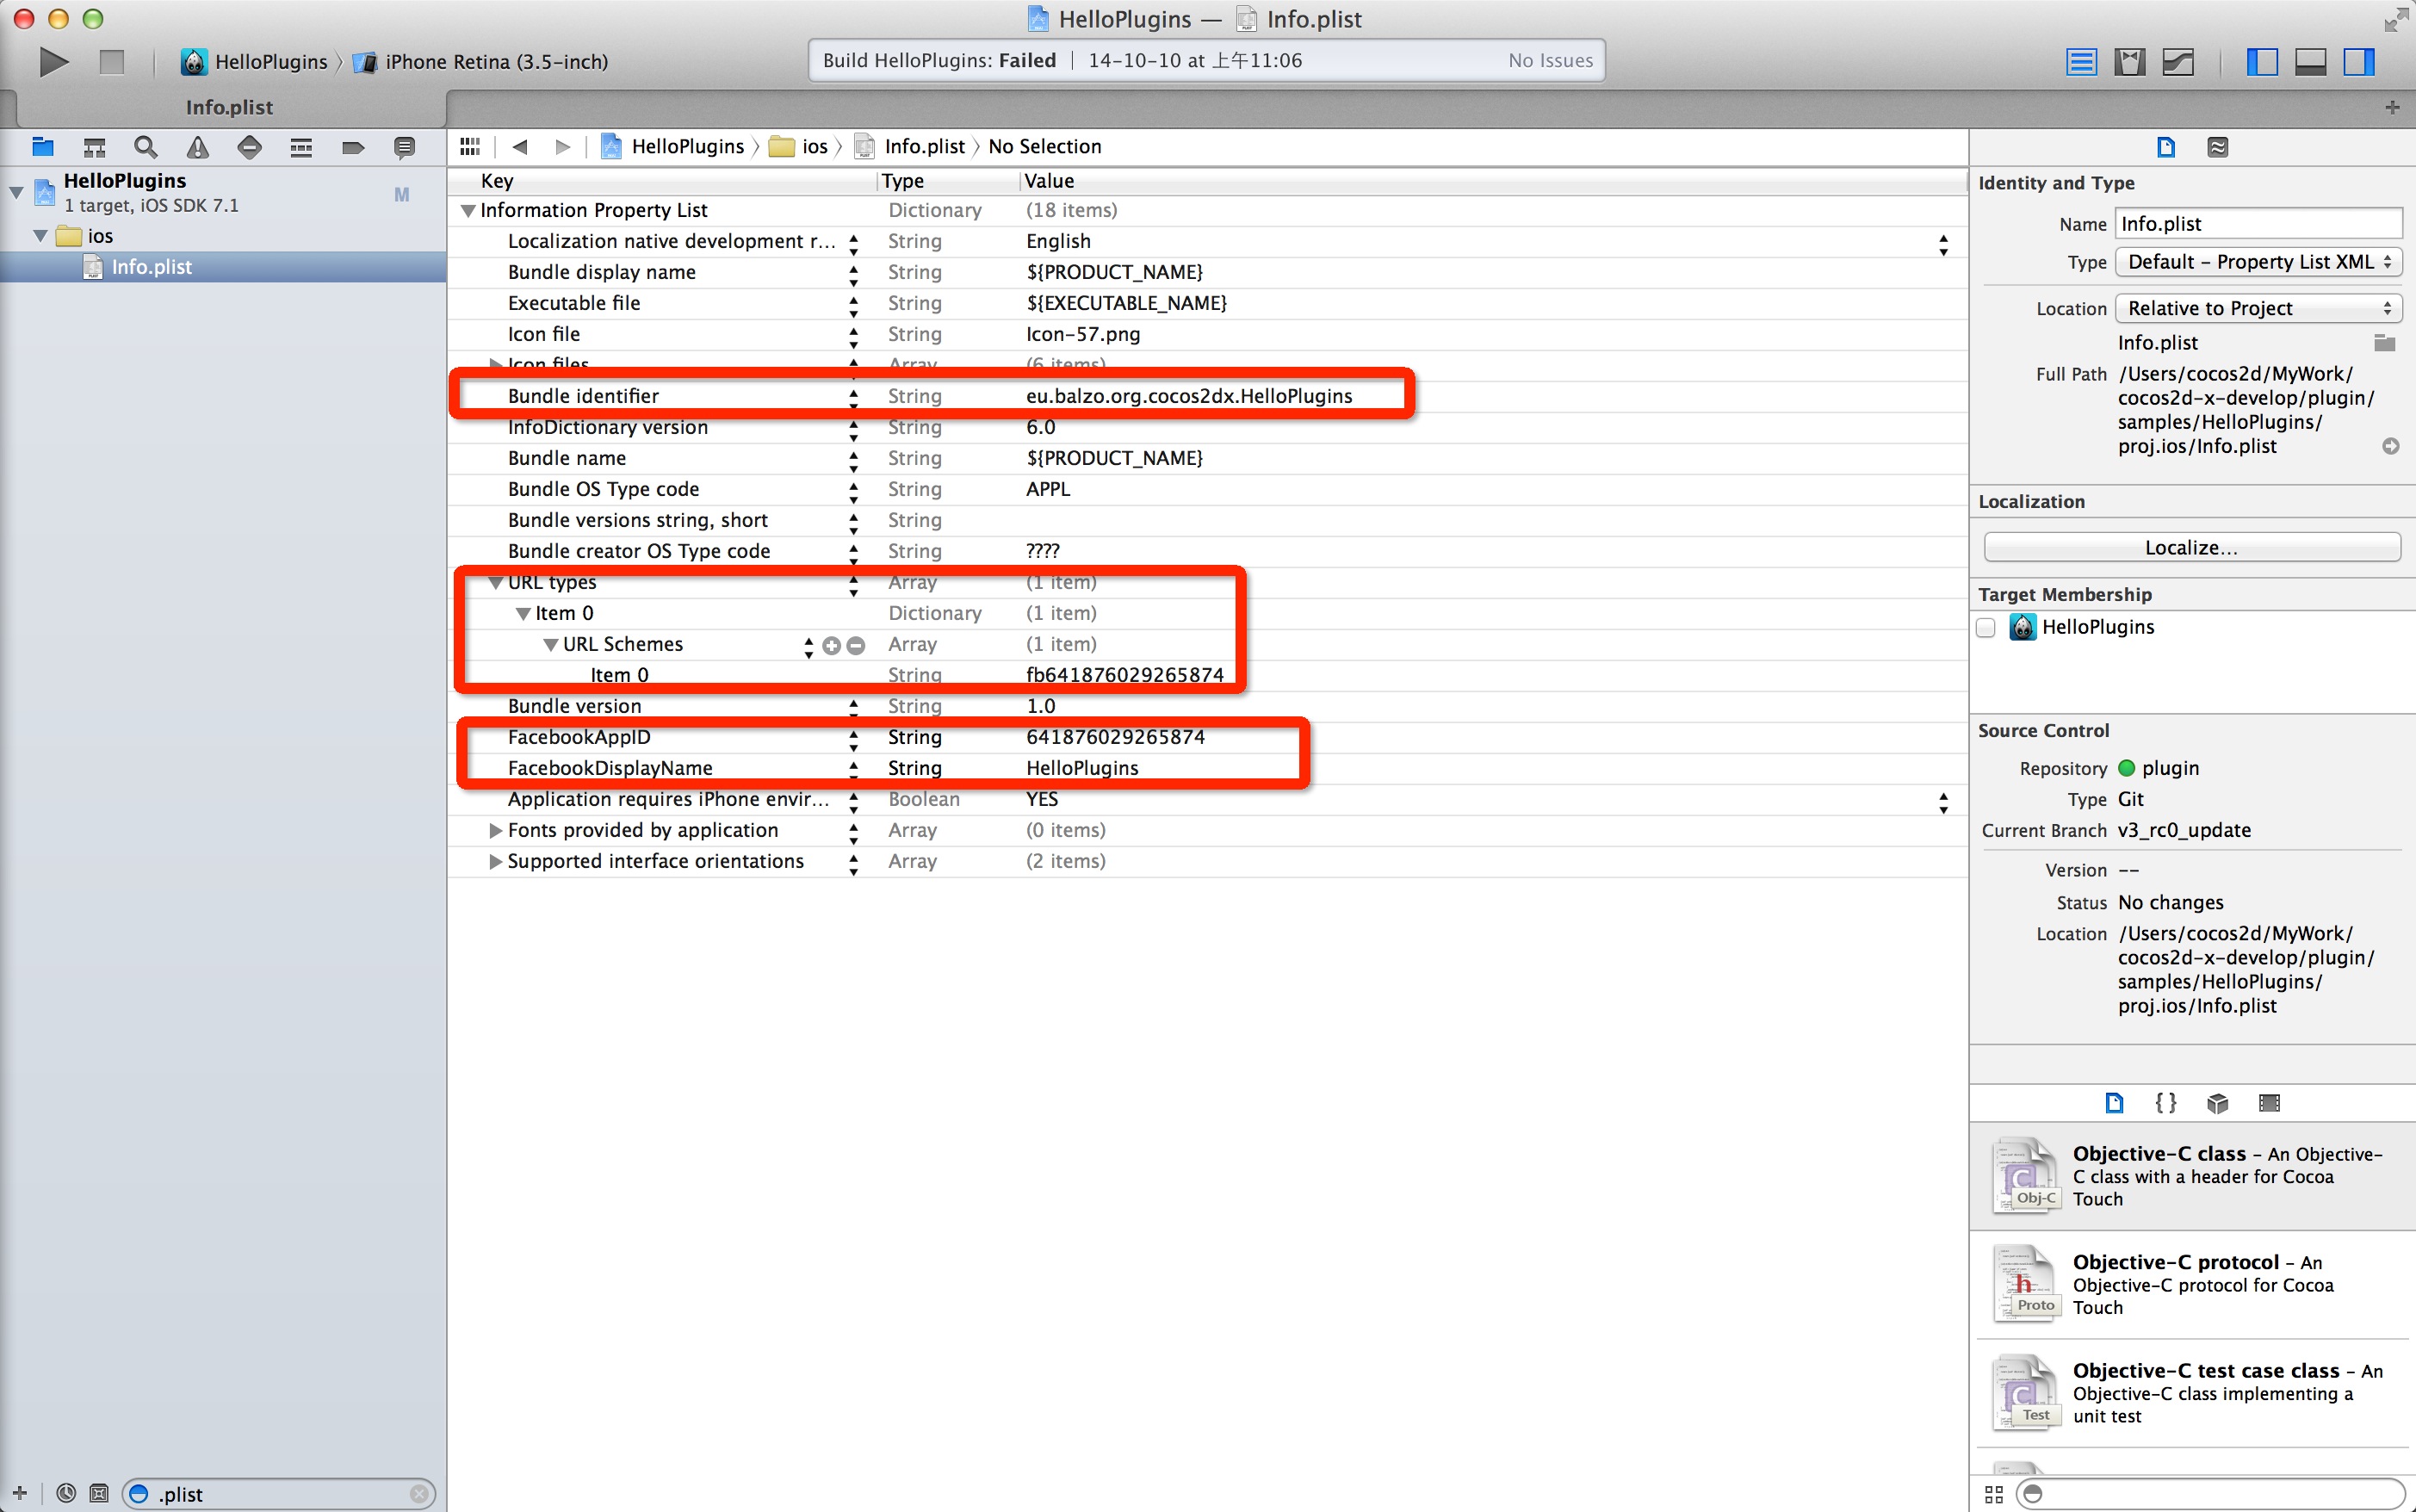 HelloPlugins — Info.plist
HelloPlugins iPhone Retina (3.5-inch)
Build HelloPlugins: Failed | 14-10-10 at 上午11:06 No Issues
Info.plist
HelloPlugins
1 target, iOS SDK 7.1
M
ios
Info.plist
.plist
HelloPlugins ios Info.plist No Selection
Key Type Value
Information Property List Dictionary (18 items)
Localization native development r... String English
Bundle display name String ${PRODUCT_NAME}
Executable file String ${EXECUTABLE_NAME}
Icon file String Icon-57.png
Icon files Array (6 items)
Bundle identifier String eu.balzo.org.cocos2dx.HelloPlugins
InfoDictionary version String 6.0
Bundle name String ${PRODUCT_NAME}
Bundle OS Type code String APPL
Bundle versions string, short String
Bundle creator OS Type code String ????
URL types Array (1 item)
Item 0 Dictionary (1 item)
URL Schemes Array (1 item)
Item 0 String fb641876029265874
Bundle version String 1.0
FacebookAppID String 641876029265874
FacebookDisplayName String HelloPlugins
Application requires iPhone envir... Boolean YES
Fonts provided by application Array (0 items)
Supported interface orientations Array (2 items)
Identity and Type
Name Info.plist
Type Default - Property List XML
Location Relative to Project
Info.plist
Full Path /Users/cocos2d/MyWork/
cocos2d-x-develop/plugin/
samples/HelloPlugins/
proj.ios/Info.plist
Localization
Localize...
Target Membership
HelloPlugins
Source Control
Repository plugin
Type Git
Current Branch v3_rc0_update
Version --
Status No changes
Location /Users/cocos2d/MyWork/
cocos2d-x-develop/plugin/
samples/HelloPlugins/
proj.ios/Info.plist
{ }
Objective-C class - An Objective-
C class with a header for Cocoa
Touch
C
Obj-C
Objective-C protocol - An
Objective-C protocol for Cocoa
Touch
h
Proto
Objective-C test case class - An
Objective-C class implementing a
unit test
C
Test